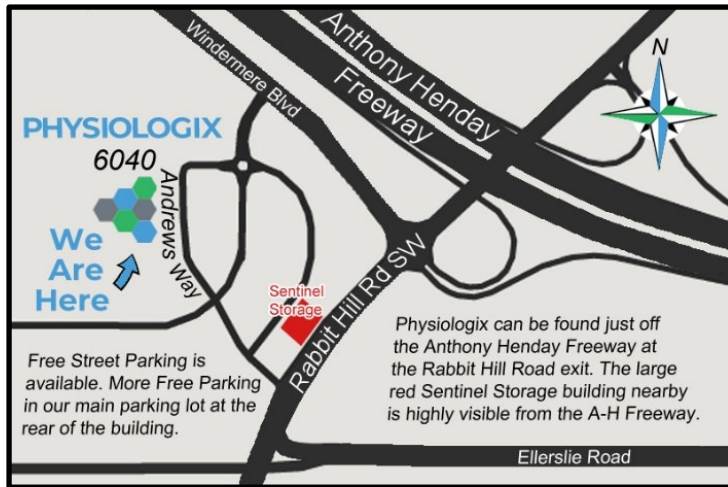 Anthony Henday
Freeway
Windermere Blvd
N
PHYSIOLOGIX
6040
Andrews Way
We
Are
Here
Sentinel
Storage
Rabbit Hill Rd SW
Free Street Parking is
available. More Free Parking
in our main parking lot at the
rear of the building.
Physiologix can be found just off
the Anthony Henday Freeway at
the Rabbit Hill Road exit. The large
red Sentinel Storage building nearby
is highly visible from the A-H Freeway.
Ellerslie Road